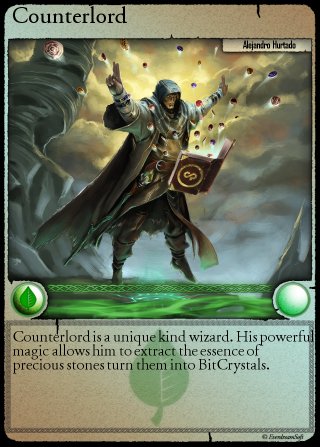 Counterlord
Alejandro Hurtado
Counterlord is a unique kind wizard. His powerful
magic allows him to extract the essence of
precious stones turn them into BitCrystals.
© EverdreamSoft